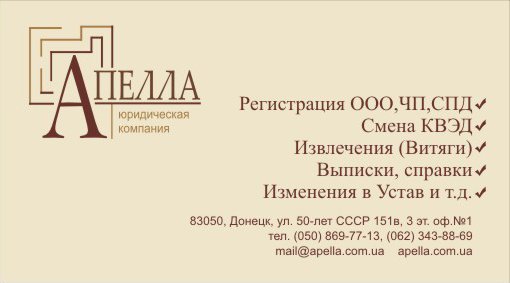 АПЕЛЛА
юридическая
компания
Регистрация ООО,ЧП,СПД
Смена КВЭД
Извлечения (Витяги)
Выписки, справки
Изменения в Устав и т.д.
83050, Донецк, ул. 50-лет СССР 151в, 3 эт. оф.№1
тел. (050) 869-77-13, (062) 343-88-69
mail@apella.com.ua apella.com.ua